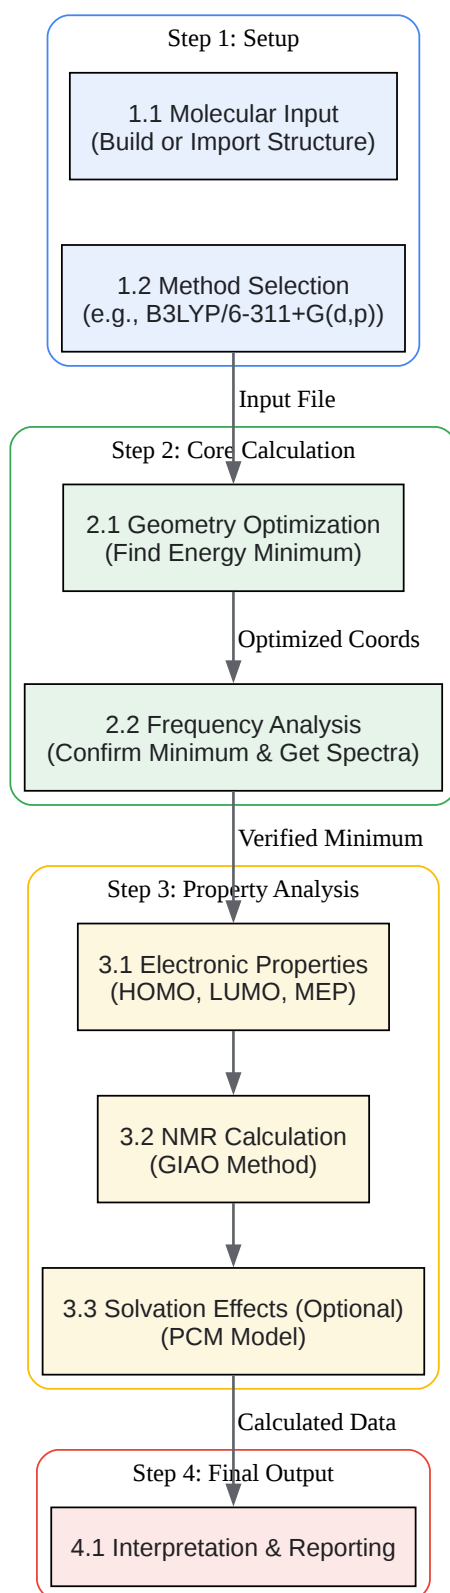 Step 1: Setup
1.1 Molecular Input
(Build or Import Structure)
1.2 Method Selection
(e.g., B3LYP/6-311+G(d,p))
Input File
Step 2: Core Calculation
2.1 Geometry Optimization
(Find Energy Minimum)
Optimized Coords
2.2 Frequency Analysis
(Confirm Minimum & Get Spectra)
Verified Minimum
Step 3: Property Analysis
3.1 Electronic Properties
(HOMO, LUMO, MEP)
3.2 NMR Calculation
(GIAO Method)
3.3 Solvation Effects (Optional)
(PCM Model)
Calculated Data
Step 4: Final Output
4.1 Interpretation & Reporting